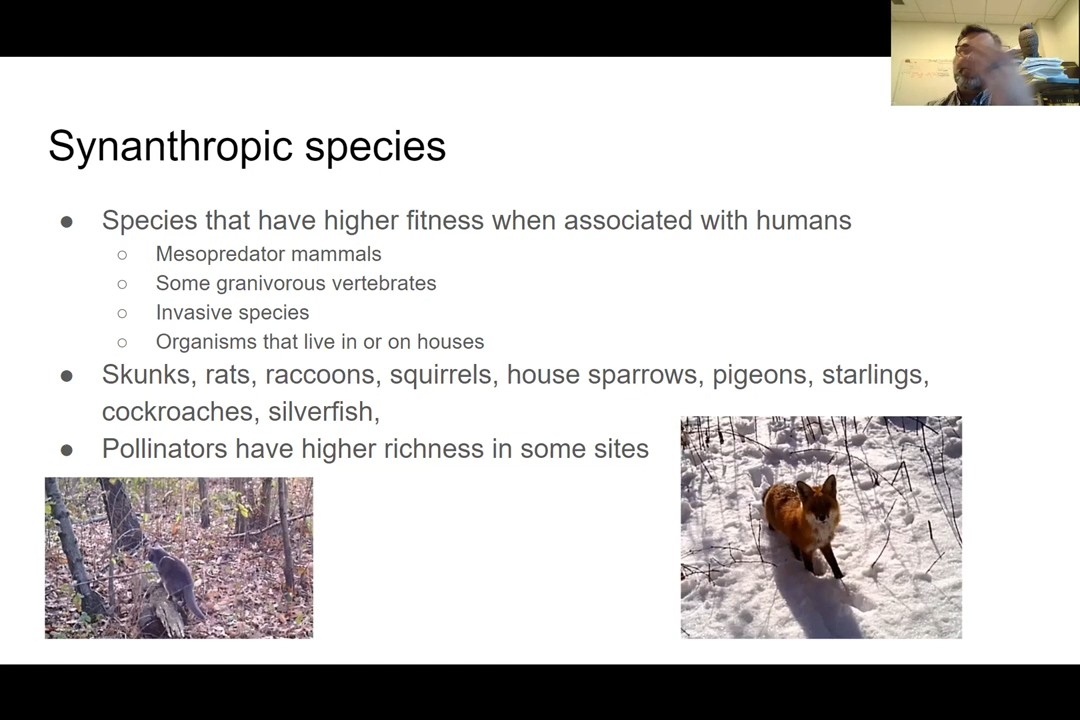 Synanthropic species
● Species that have higher fitness when associated with humans
○ Mesopredator mammals
○ Some granivorous vertebrates
○ Invasive species
○ Organisms that live in or on houses
● Skunks, rats, raccoons, squirrels, house sparrows, pigeons, starlings,
cockroaches, silverfish,
● Pollinators have higher richness in some sites